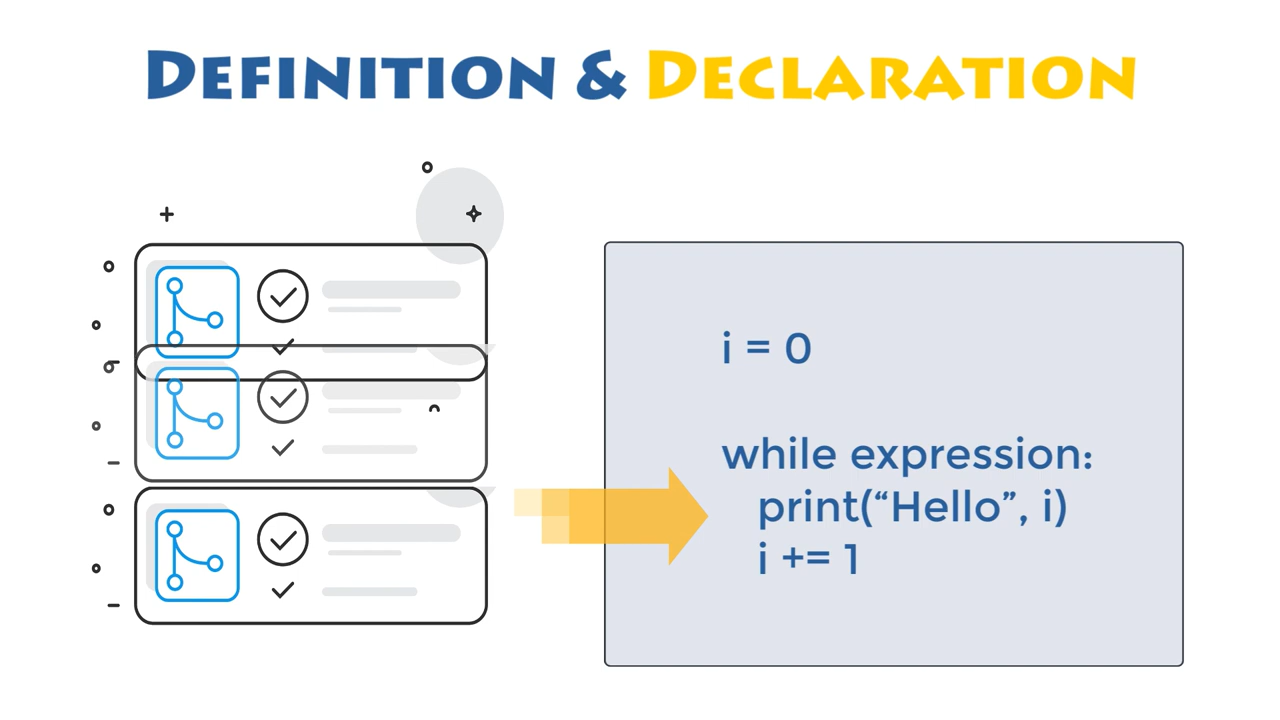 DEFINITION & DECLARATION
i = 0
while expression:
print(“Hello”, i)
i += 1